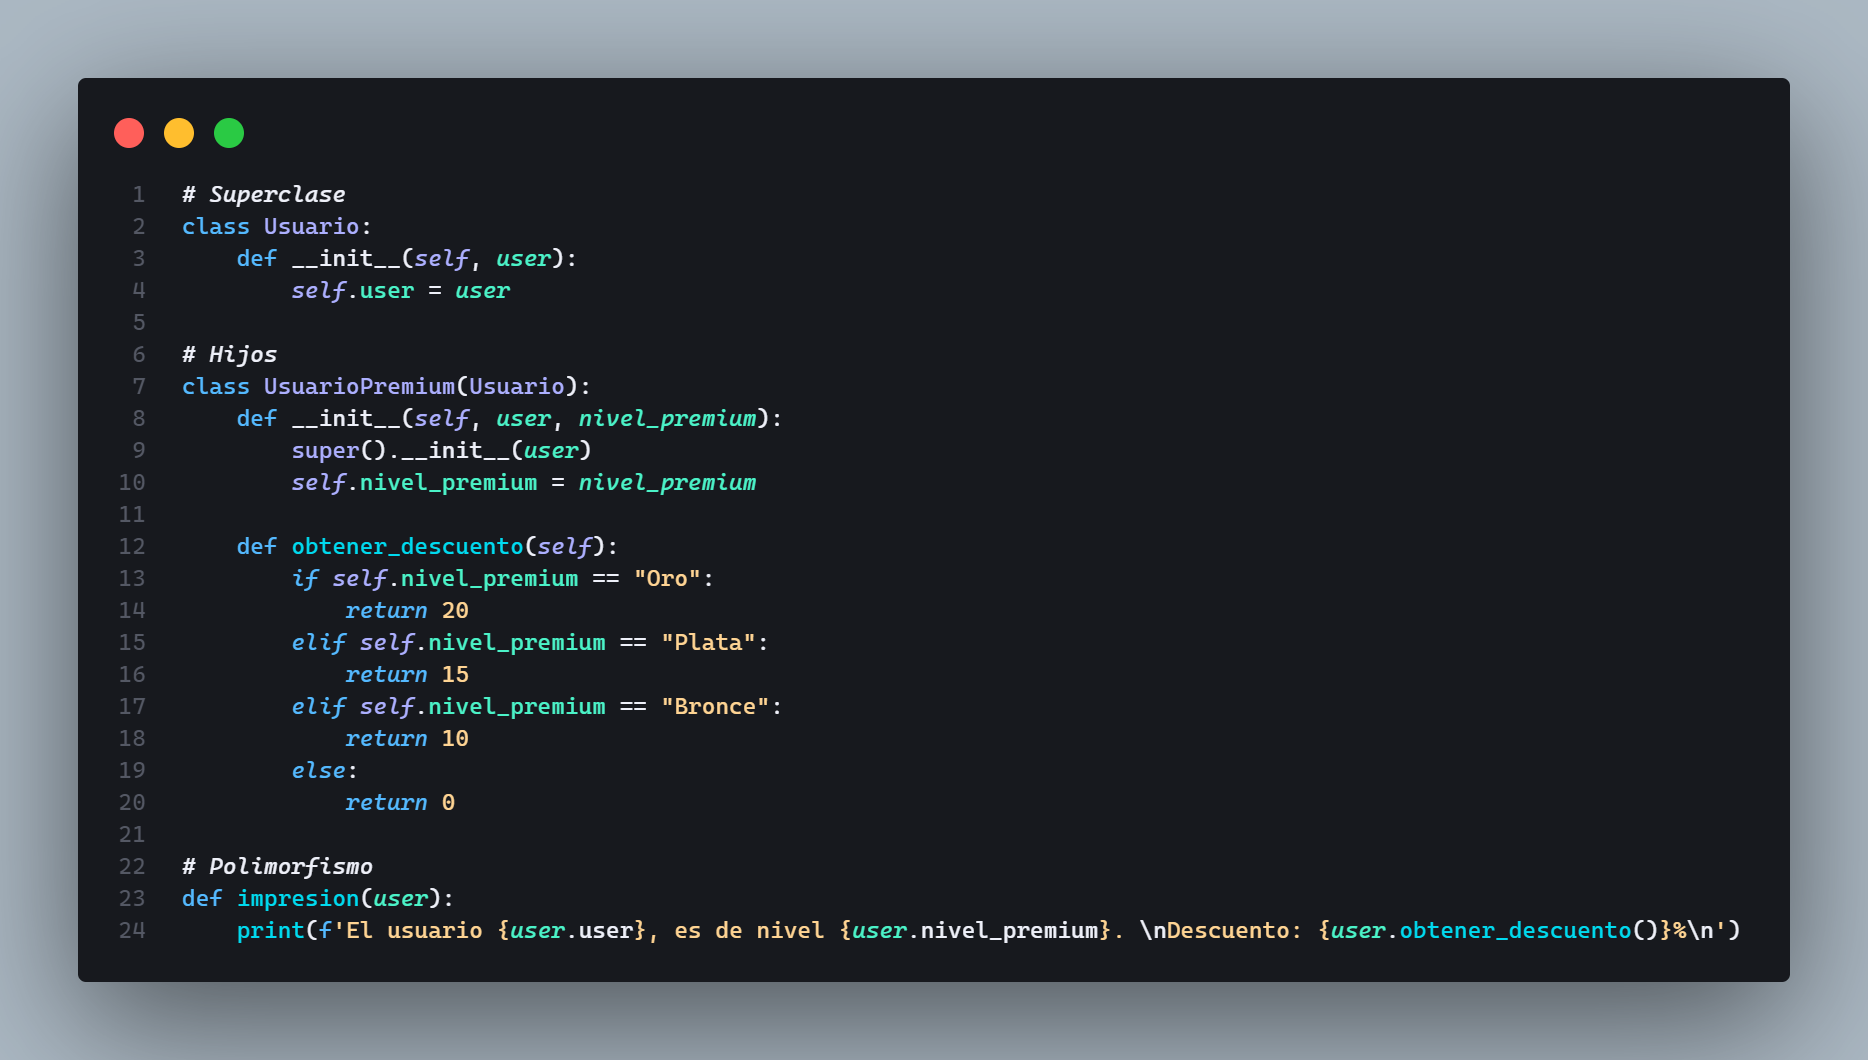 1 # Superclase
2 class Usuario:
3     def __init__(self, user):
4         self.user = user
5
6 # Hijos
7 class UsuarioPremium(Usuario):
8     def __init__(self, user, nivel_premium):
9         super().__init__(user)
10         self.nivel_premium = nivel_premium
11
12     def obtener_descuento(self):
13         if self.nivel_premium == "Oro":
14             return 20
15         elif self.nivel_premium == "Plata":
16             return 15
17         elif self.nivel_premium == "Bronce":
18             return 10
19         else:
20             return 0
21
22 # Polimorfismo
23 def impresion(user):
24     print(f'El usuario {user.user}, es de nivel {user.nivel_premium}. \nDescuento: {user.obtener_descuento()}%\n')